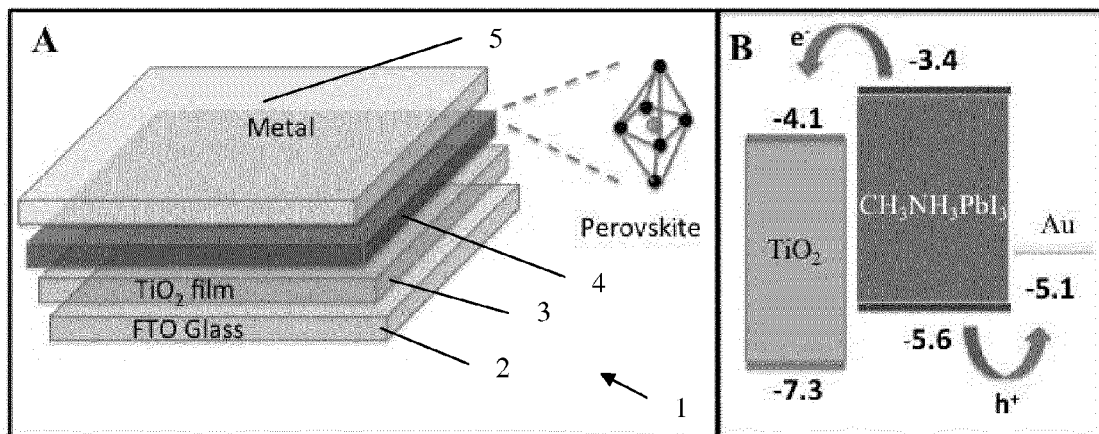 A
5
Metal
Perovskite
4
TiO₂ film
3
FTO Glass
2
1
B
e⁻
-3.4
-4.1
CH₃NH₃PbI₃
Au
TiO₂
-5.1
-5.6
-7.3
h⁺